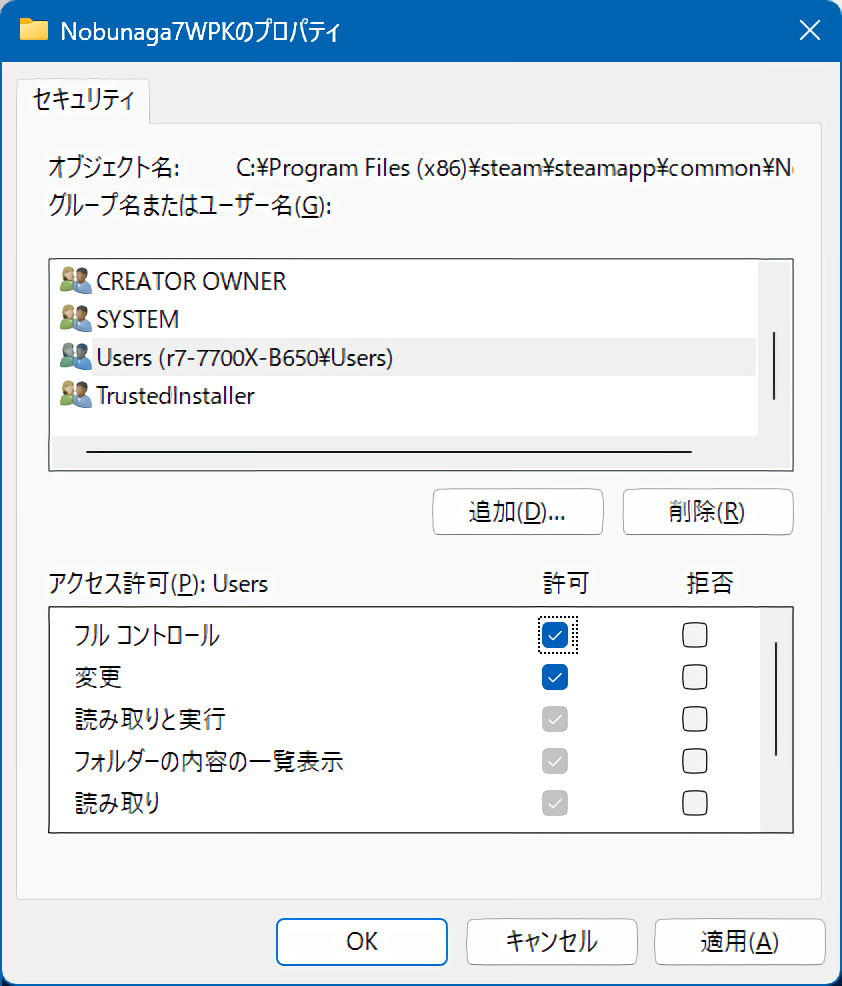 Nobunaga7WPKのプロパティ
セキュリティ
オブジェクト名: C:¥Program Files (x86)¥steam¥steamapp¥common¥N
グループ名またはユーザー名(G):
CREATOR OWNER
SYSTEM
Users (r7-7700X-B650¥Users)
TrustedInstaller
追加(D)... 削除(R)
アクセス許可(P): Users 許可 拒否
フル コントロール
変更
読み取りと実行
フォルダーの内容の一覧表示
読み取り
OK キャンセル 適用(A)